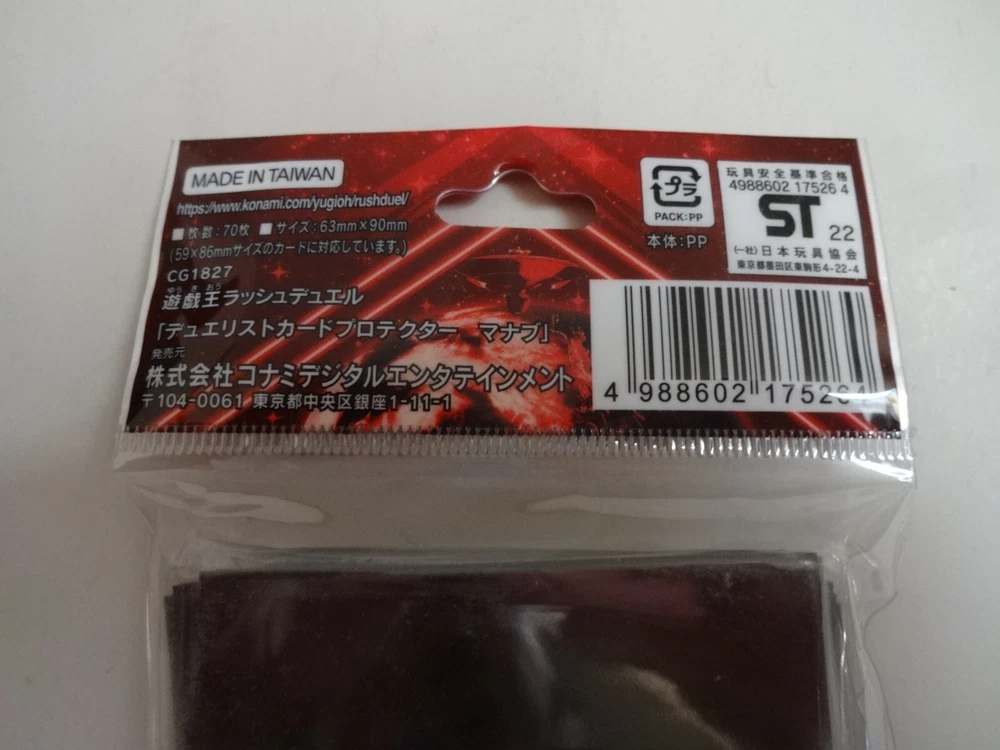 MADE IN TAIWAN
https://www.konami.com/yugioh/rushduel/
■ 枚数:70枚 ■ サイズ:63mm×90mm
(59×86mmサイズのカードに対応しています。)
CG1827
ゆうぎおう
遊戯王ラッシュデュエル
「デュエリストカードプロテクター マナブ」
発売元
株式会社コナミデジタルエンタテインメント
〒104-0061 東京都中央区銀座1-11-1
プラ
PACK:PP
本体:PP
玩具安全基準合格
4988602 17526 4
ST 22
(一社)日本玩具協会
東京都墨田区東駒形4-22-4
4 988602 175264